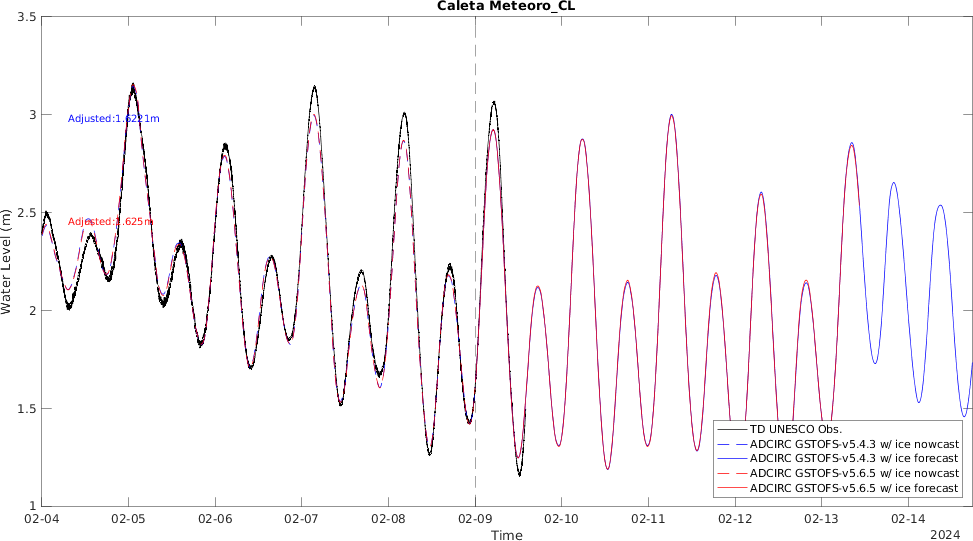 Caleta Meteoro_CL
3.5
3
2.5
2
1.5
1
Water Level (m)
Adjusted:1.6221m
Adjusted:1.625m
TD UNESCO Obs.
ADCIRC GSTOFS-v5.4.3 w/ ice nowcast
ADCIRC GSTOFS-v5.4.3 w/ ice forecast
ADCIRC GSTOFS-v5.6.5 w/ ice nowcast
ADCIRC GSTOFS-v5.6.5 w/ ice forecast
02-04 02-05 02-06 02-07 02-08 02-09 02-10 02-11 02-12 02-13 02-14
Time
2024